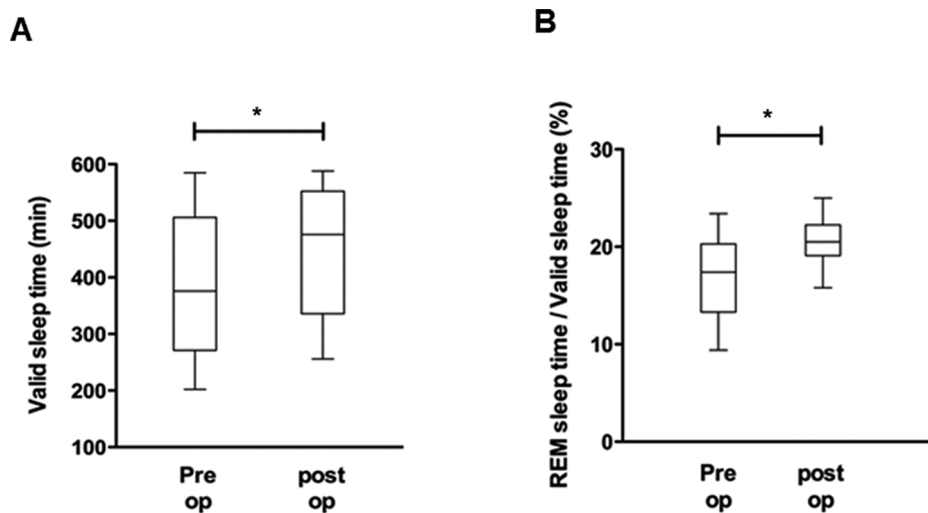 A
Valid sleep time (min)
600
500
400
300
200
100
*
Pre
op
post
op
B
REM sleep time / Valid sleep time (%)
30
20
10
0
*
Pre
op
post
op